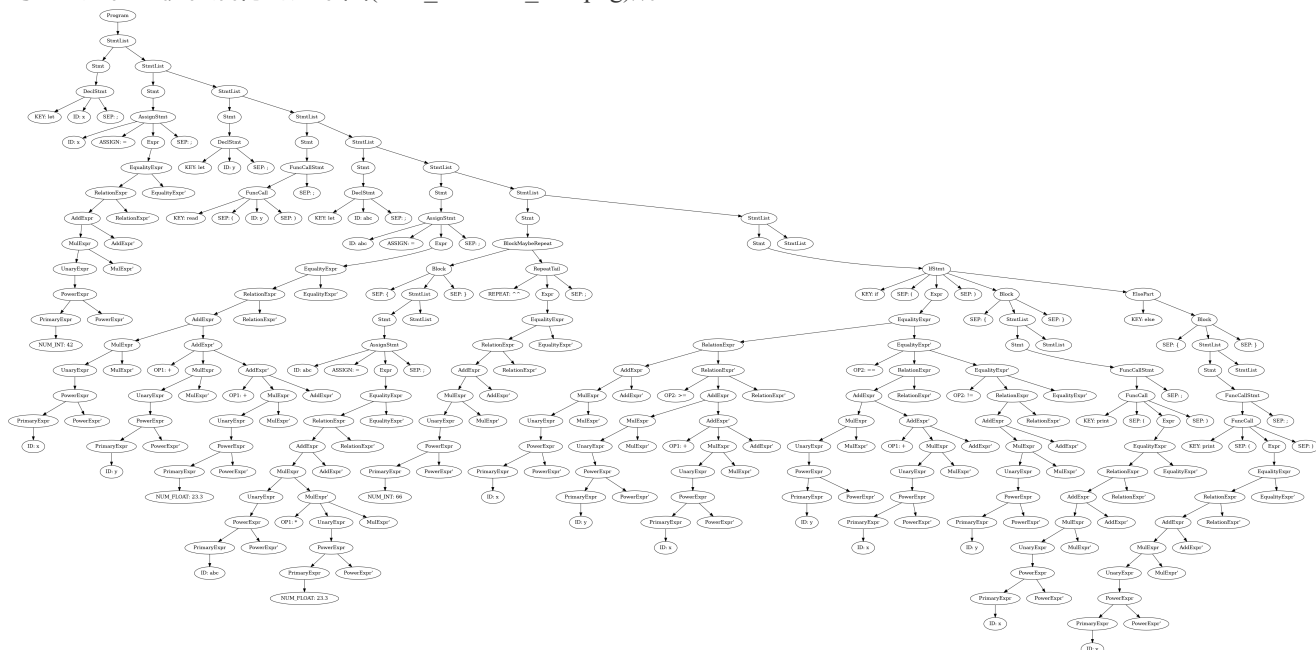 Program
StmtList
Stmt StmtList
DeclStmt Stmt StmtList
KEY: let ID: x SEP: ; AssignStmt Stmt StmtList
ID: x ASSIGN: = Expr SEP: ; DeclStmt Stmt StmtList
EqualityExpr KEY: let ID: y SEP: ; FuncCallStmt Stmt StmtList
RelationExpr EqualityExpr' FuncCall SEP: ; DeclStmt Stmt StmtList
AddExpr RelationExpr' KEY: read SEP: ( ID: y SEP: ) KEY: let ID: abc SEP: ; AssignStmt Stmt StmtList
MulExpr AddExpr' ID: abc ASSIGN: = Expr SEP: ; BlockMaybeRepeat Stmt StmtList
UnaryExpr MulExpr' EqualityExpr Block RepeatTail IfStmt
PowerExpr RelationExpr EqualityExpr' SEP: { StmtList SEP: } REPEAT: ^^ Expr SEP: ; KEY: if SEP: ( Expr SEP: ) Block ElsePart
PrimaryExpr PowerExpr' AddExpr RelationExpr' Stmt StmtList EqualityExpr EqualityExpr SEP: { StmtList SEP: } KEY: else Block
NUM_INT: 42 MulExpr AddExpr' AssignStmt RelationExpr EqualityExpr' RelationExpr EqualityExpr' Stmt StmtList SEP: { StmtList SEP: }
UnaryExpr MulExpr' OP1: + MulExpr AddExpr' ID: abc ASSIGN: = Expr SEP: ; AddExpr RelationExpr' AddExpr RelationExpr' OP2: == RelationExpr EqualityExpr' FuncCallStmt Stmt StmtList
PowerExpr UnaryExpr MulExpr' OP1: + MulExpr AddExpr' EqualityExpr MulExpr AddExpr' MulExpr AddExpr' OP2: >= AddExpr RelationExpr' AddExpr RelationExpr' OP2: != RelationExpr EqualityExpr' FuncCall SEP: ; FuncCallStmt
PrimaryExpr PowerExpr' PowerExpr UnaryExpr MulExpr' RelationExpr EqualityExpr' UnaryExpr MulExpr' UnaryExpr MulExpr' MulExpr AddExpr' MulExpr AddExpr' AddExpr RelationExpr' KEY: print SEP: ( Expr SEP: ) FuncCall SEP: ;
ID: x PrimaryExpr PowerExpr' PowerExpr AddExpr RelationExpr' PowerExpr PowerExpr UnaryExpr MulExpr' OP1: + MulExpr AddExpr' UnaryExpr MulExpr' OP1: + MulExpr AddExpr' MulExpr AddExpr' EqualityExpr KEY: print SEP: ( Expr SEP: )
ID: y PrimaryExpr PowerExpr' MulExpr AddExpr' PrimaryExpr PowerExpr' PrimaryExpr PowerExpr' PowerExpr UnaryExpr MulExpr' PowerExpr UnaryExpr MulExpr' UnaryExpr MulExpr' RelationExpr EqualityExpr' EqualityExpr
NUM_FLOAT: 23.3 UnaryExpr MulExpr' NUM_INT: 66 ID: x PrimaryExpr PowerExpr' PowerExpr PrimaryExpr PowerExpr' PowerExpr PowerExpr AddExpr RelationExpr' RelationExpr EqualityExpr'
PowerExpr OP1: * UnaryExpr MulExpr' ID: y PrimaryExpr PowerExpr' ID: y PrimaryExpr PowerExpr' PrimaryExpr PowerExpr' MulExpr AddExpr' AddExpr RelationExpr'
PrimaryExpr PowerExpr' PowerExpr ID: x ID: x ID: y UnaryExpr MulExpr' MulExpr AddExpr'
ID: abc PrimaryExpr PowerExpr' PowerExpr UnaryExpr MulExpr'
NUM_FLOAT: 23.3 PrimaryExpr PowerExpr' PowerExpr
ID: x PrimaryExpr PowerExpr'
ID: x